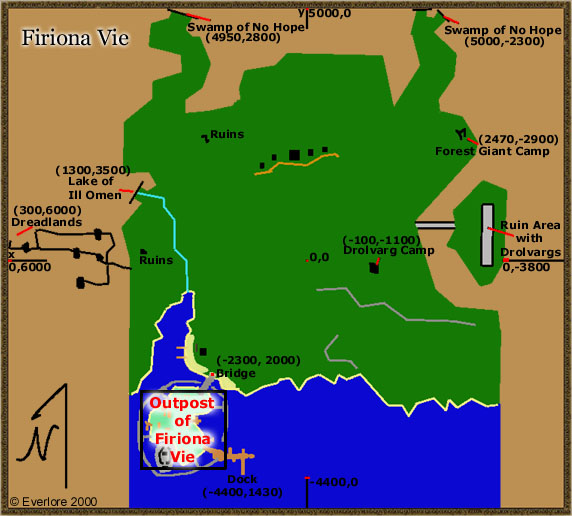 Firiona Vie
Y 5000,0
Swamp of No Hope
(4950,2800)
Swamp of No Hope
(5000,-2300)
Ruins
(2470,-2900)
Forest Giant Camp
(1300,3500)
Lake of
Ill Omen
(300,6000)
Dreadlands
x
0,6000
Ruins
0,0
(-100,-1100)
Drolvarg Camp
Ruin Area
with
Drolvargs
0,-3800
(-2300, 2000)
Bridge
Outpost
of
Firiona
Vie
N
Dock
(-4400,1430)
-4400,0
© Everlore 2000